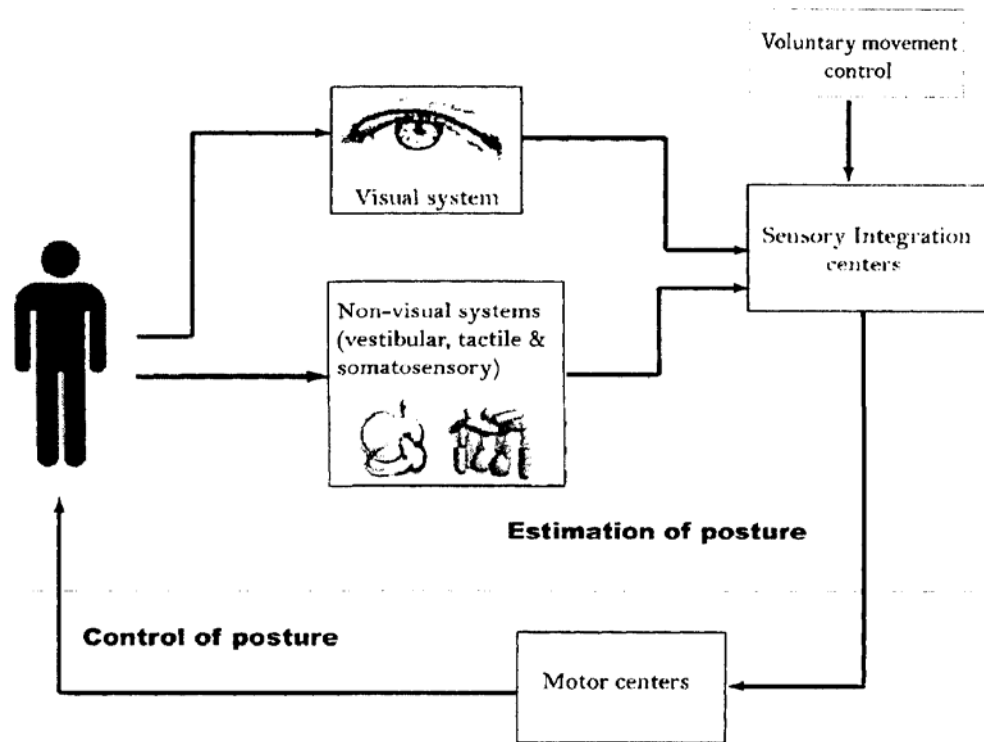 Voluntary movement
control
Visual system
Sensory Integration
centers
Non-visual systems
(vestibular, tactile &
somatosensory)
Estimation of posture
Control of posture
Motor centers